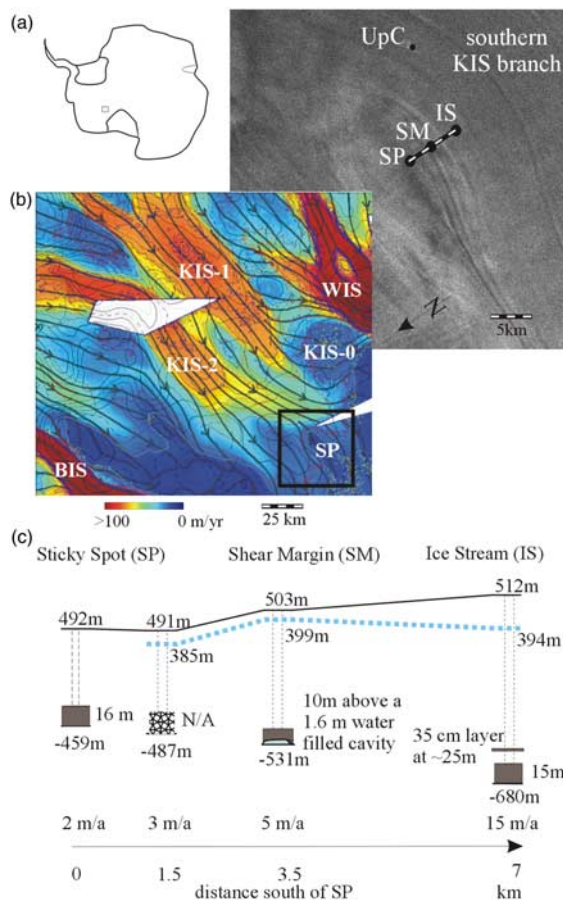 (a)
UpC
southern
KIS branch
IS
SM
SP
N
5km
(b)
KIS-1
WIS
KIS-0
KIS-2
SP
BIS
>100
0 m/yr
25 km
(c)
Sticky Spot (SP)
Shear Margin (SM)
Ice Stream (IS)
492m
491m
503m
512m
385m
399m
394m
16 m
N/A
10m above a
1.6 m water
filled cavity
35 cm layer
at ~25m
15m
-459m
-487m
-531m
-680m
2 m/a
3 m/a
5 m/a
15 m/a
0
1.5
3.5
7
distance south of SP
km